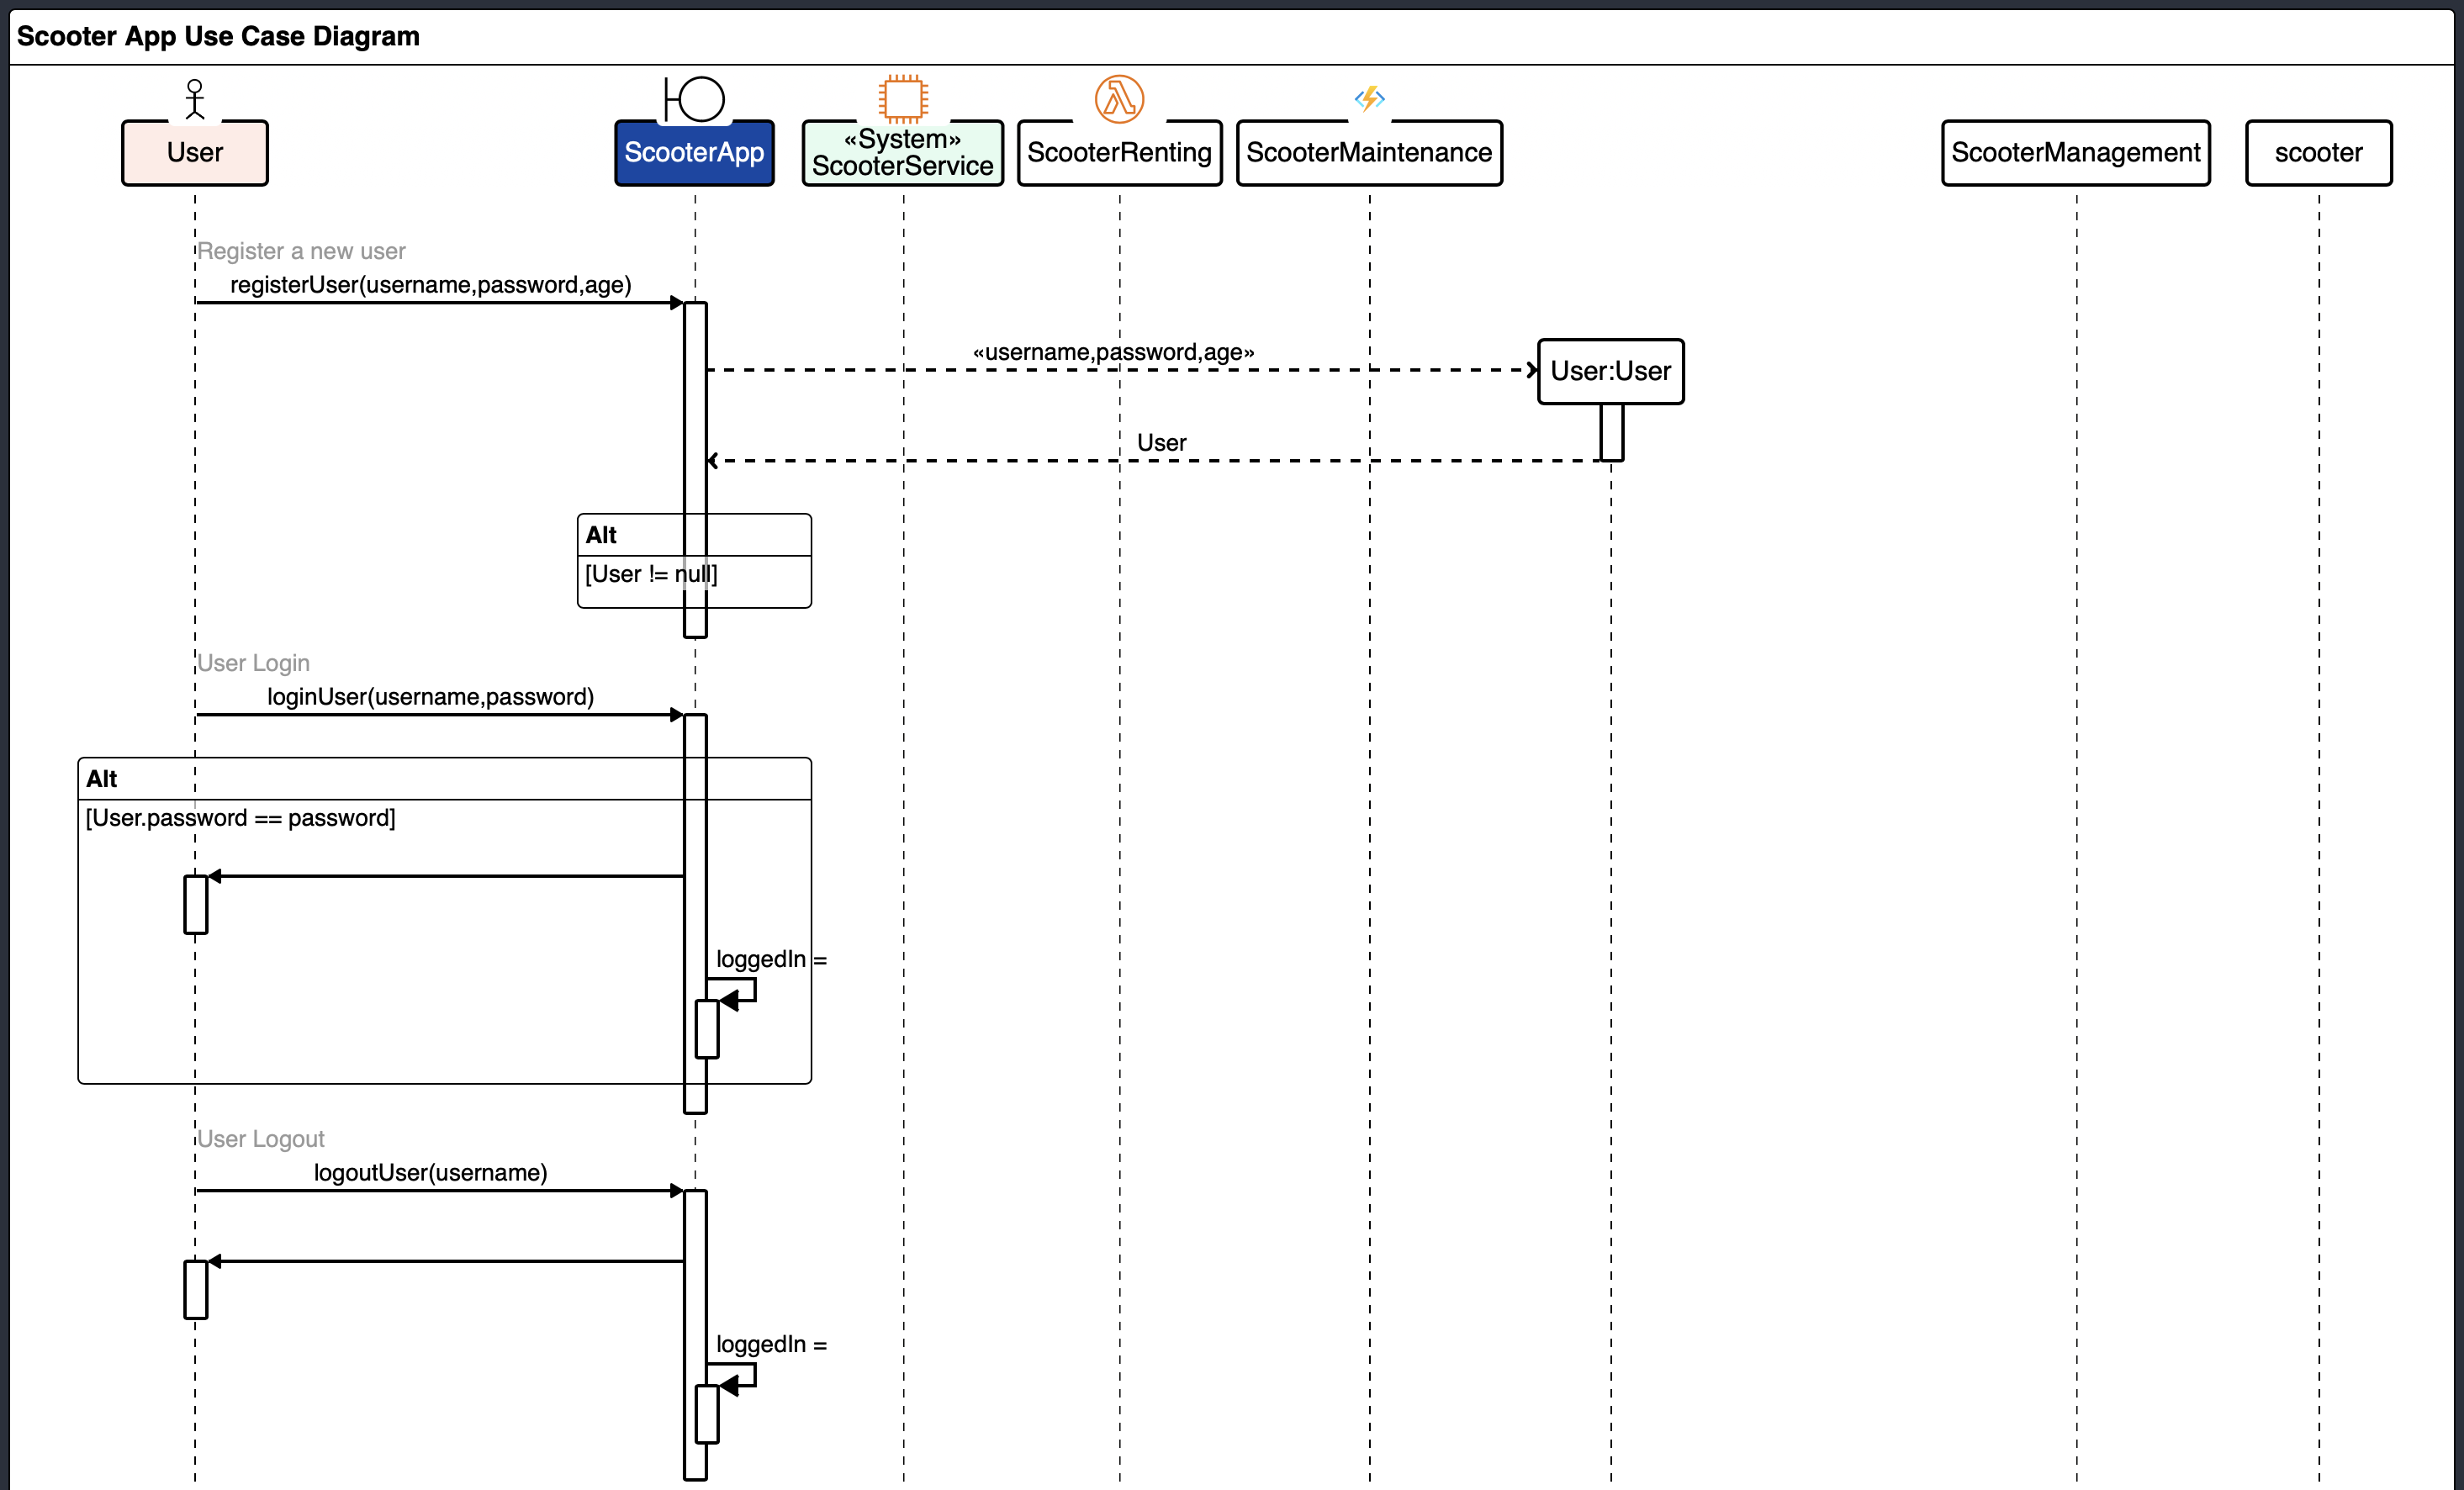 Scooter App Use Case Diagram
User
ScooterApp
«System»
ScooterService
ScooterRenting
ScooterMaintenance
ScooterManagement
scooter
Register a new user
registerUser(username,password,age)
«username,password,age»
User:User
User
Alt
[User != null]
User Login
loginUser(username,password)
Alt
[User.password == password]
loggedIn =
User Logout
logoutUser(username)
loggedIn =